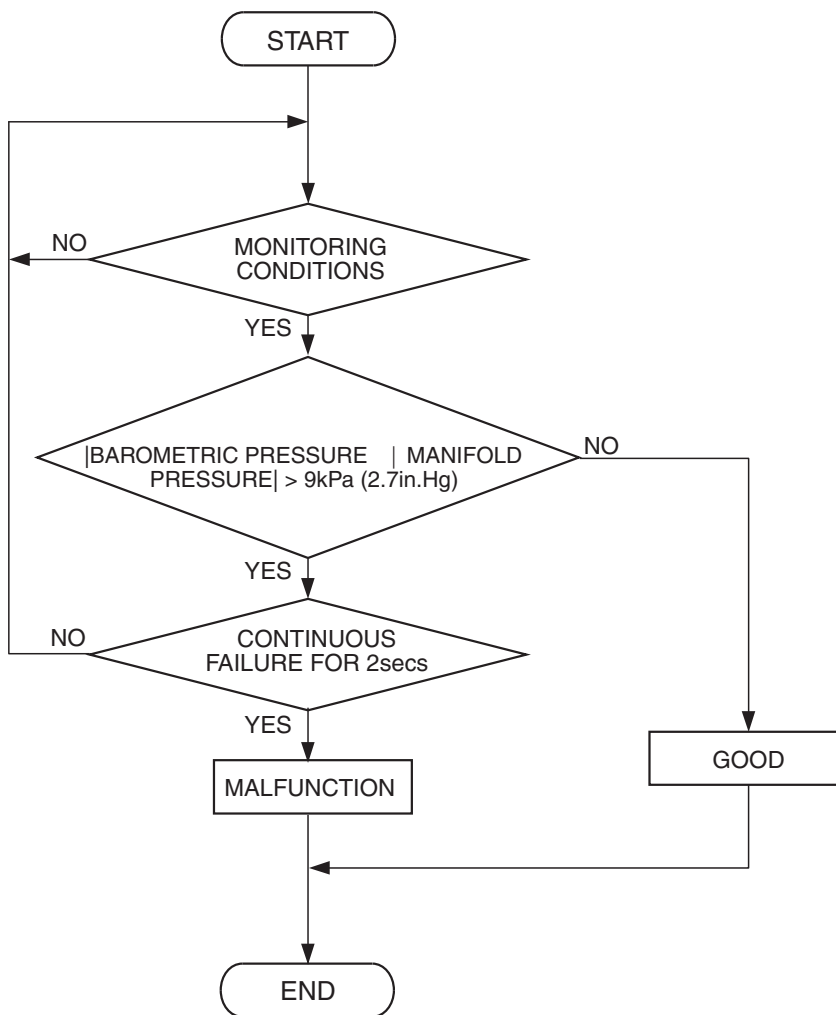 START
NO
MONITORING
CONDITIONS
YES
NO
|BAROMETRIC PRESSURE | MANIFOLD
PRESSURE| > 9kPa (2.7in.Hg)
YES
NO
CONTINUOUS
FAILURE FOR 2secs
YES
MALFUNCTION
GOOD
END